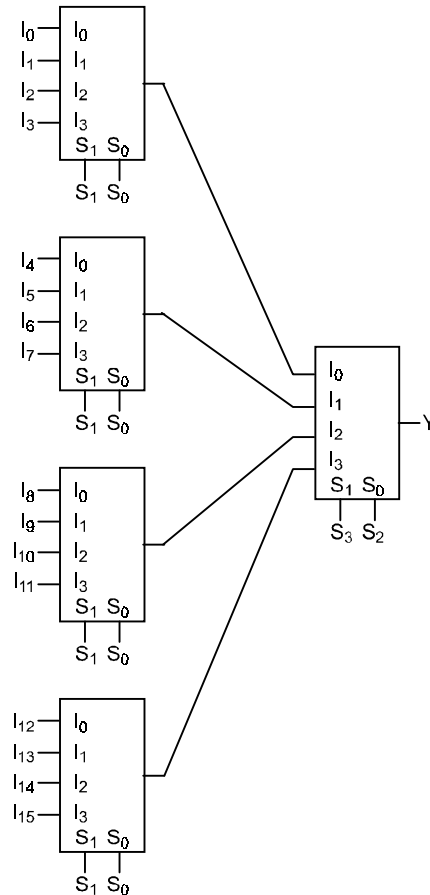 I₀ I₀
I₁ I₁
I₂ I₂
I₃ I₃
S₁ S₀
S₁ S₀
I₄ I₀
I₅ I₁
I₆ I₂
I₇ I₃
S₁ S₀
S₁ S₀
I₀
I₁
I₂ Y
I₃
S₁ S₀
S₃ S₂
I₈ I₀
I₉ I₁
I₁₀ I₂
I₁₁ I₃
S₁ S₀
S₁ S₀
I₁₂ I₀
I₁₃ I₁
I₁₄ I₂
I₁₅ I₃
S₁ S₀
S₁ S₀